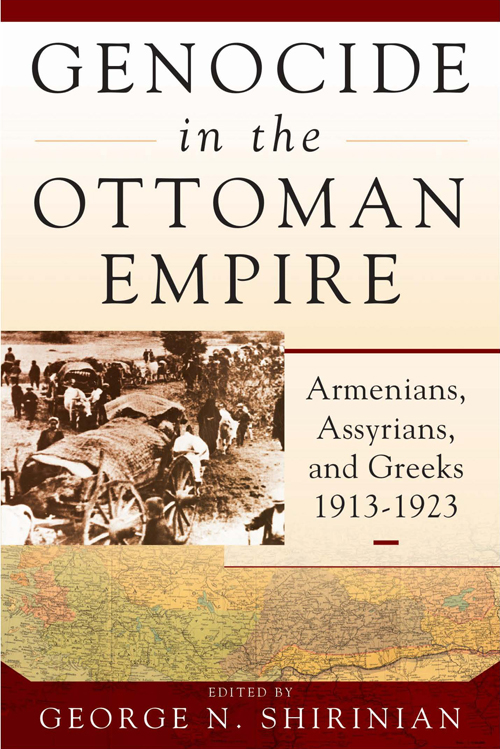 GENOCIDE
in the
OTTOMAN
EMPIRE
Armenians,
Assyrians,
and Greeks
1913-1923
EDITED BY
GEORGE N. SHIRINIAN